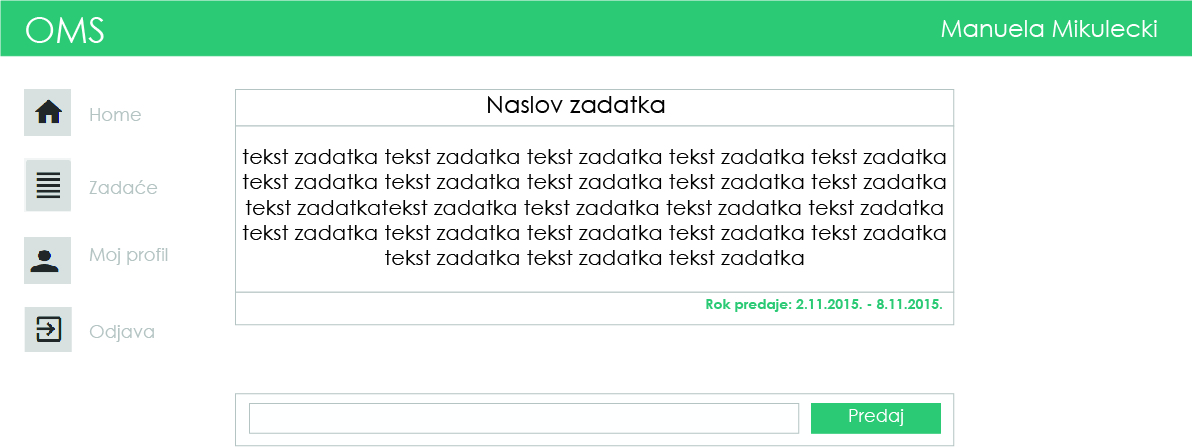 OMS
Manuela Mikulecki
Home
Zadaće
Moj profil
Odjava
Naslov zadatka
tekst zadatka tekst zadatka tekst zadatka tekst zadatka tekst zadatka
tekst zadatka tekst zadatka tekst zadatka tekst zadatka tekst zadatka
tekst zadatkatekst zadatka tekst zadatka tekst zadatka tekst zadatka
tekst zadatka tekst zadatka tekst zadatka tekst zadatka tekst zadatka
tekst zadatka tekst zadatka tekst zadatka
Rok predaje: 2.11.2015. - 8.11.2015.
Predaj